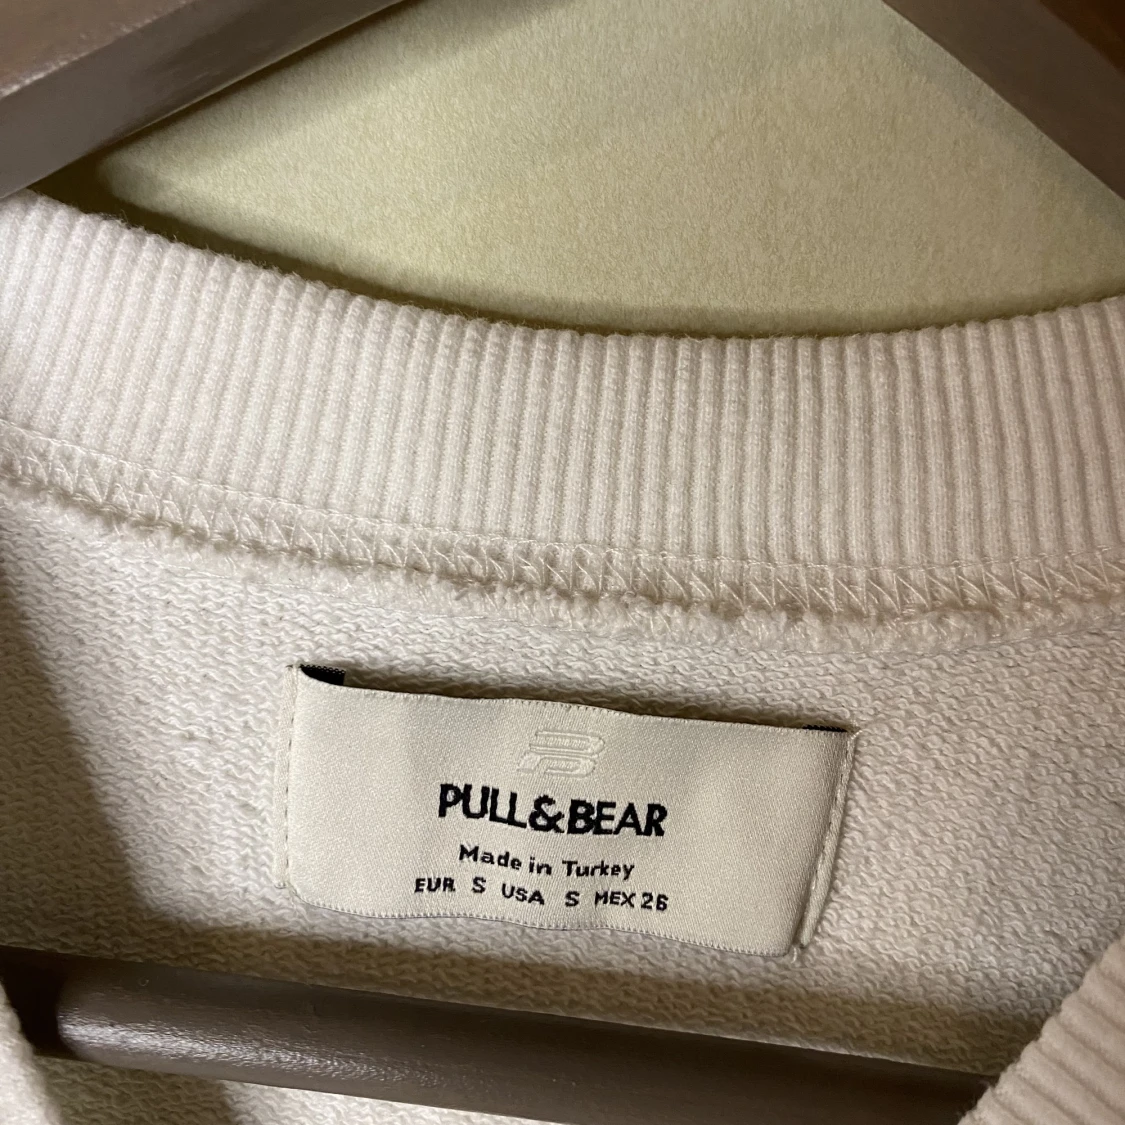 PULL&BEAR
Made in Turkey
EUR S USA S MEX 26